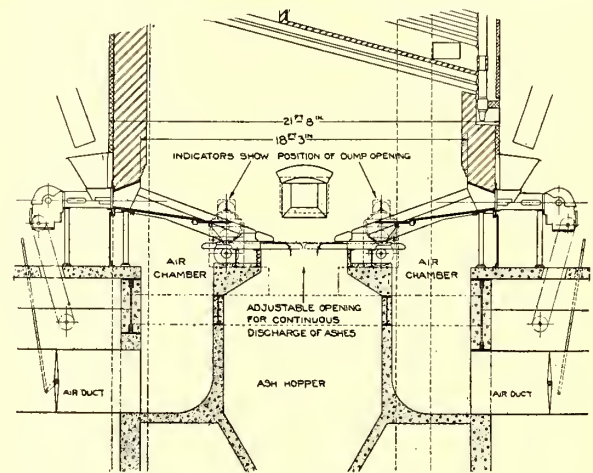 21 FT 8 IN.
18 FT 3 IN
INDICATORS SHOW POSITION OF DUMP OPENING
AIR
CHAMBER
AIR
CHAMBER
ADJUSTABLE OPENING
FOR CONTINUOUS
DISCHARGE OF ASHES
ASH HOPPER
AIR DUCT
AIR DUCT